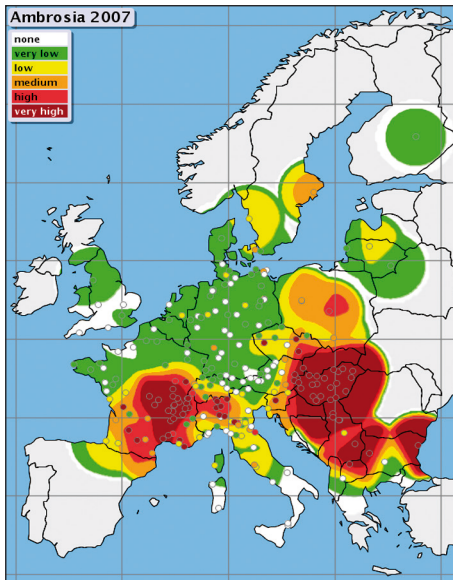 Ambrosia 2007
none
very low
low
medium
high
very high